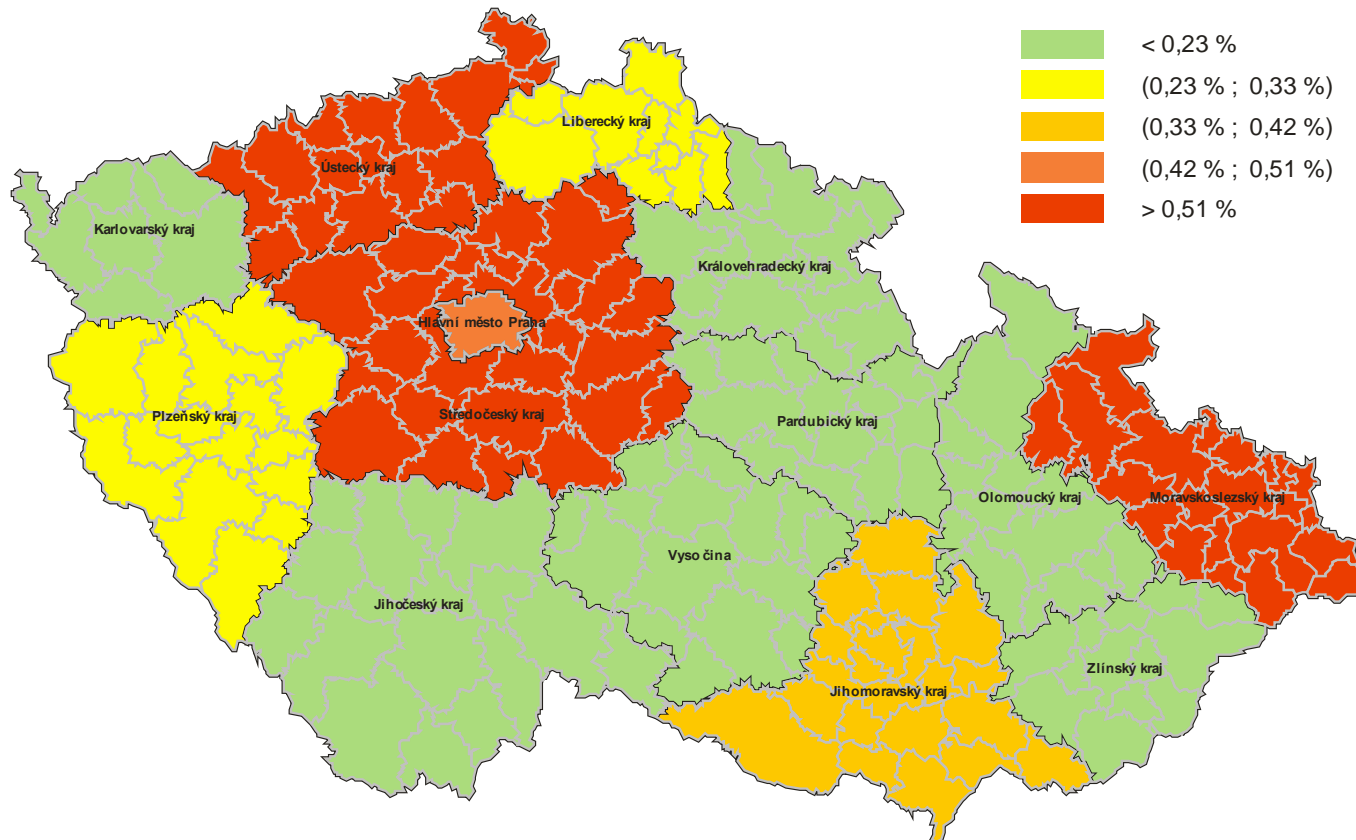 < 0,23 %
(0,23 % ; 0,33 %)
(0,33 % ; 0,42 %)
(0,42 % ; 0,51 %)
> 0,51 %
Liberecký kraj
Ústecký kraj
Karlovarský kraj
Královehradecký kraj
Hlavní město Praha
Plzeňský kraj
Středočeský kraj
Pardubický kraj
Olomoucký kraj
Moravskoslezský kraj
Vysočina
Jihočeský kraj
Zlínský kraj
Jihomoravský kraj